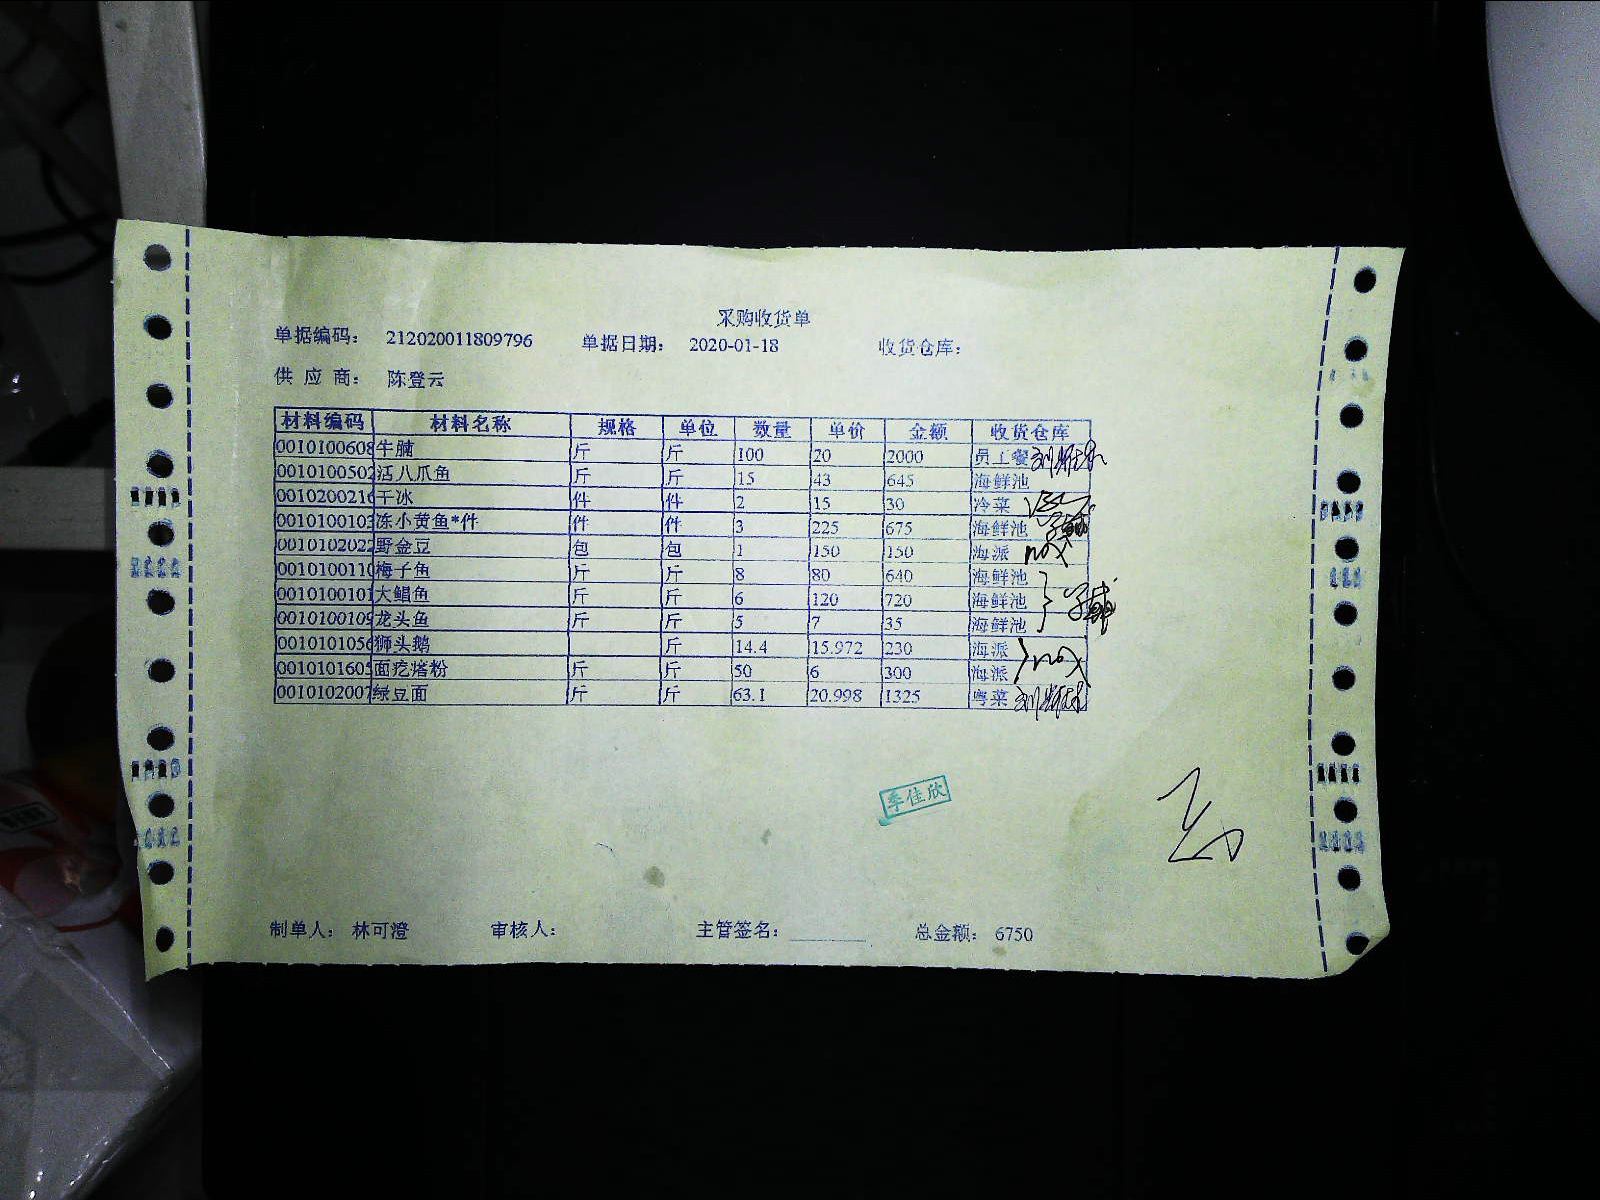 采购收货单
单据编码: 212020011809796 单据日期: 2020-01-18 收货仓库:
供应商: 陈登云
材料编码 材料名称 规格 单位 数量 单价 金额 收货仓库
0010100608 牛腩 斤 斤 100 20 2000 员工餐
0010100502 活八爪鱼 斤 斤 15 43 645 海鲜池
0010200216 干冰 件 件 2 15 30 冷菜
0010100103 冻小黄鱼*件 件 件 3 225 675 海鲜池
0010102022 野金豆 包 包 1 150 150 海派
0010100110 梅子鱼 斤 斤 8 80 640 海鲜池
0010100101 大鲳鱼 斤 斤 6 120 720 海鲜池
0010100109 龙头鱼 斤 斤 5 7 35 海鲜池
0010101056 狮头鹅 斤 14.4 15.972 230 海派
0010101605 面疙瘩粉 斤 斤 50 6 300 海派
0010102007 绿豆面 斤 斤 63.1 20.998 1325 粤菜
季佳欣
制单人: 林可澄 审核人: 主管签名: 总金额: 6750